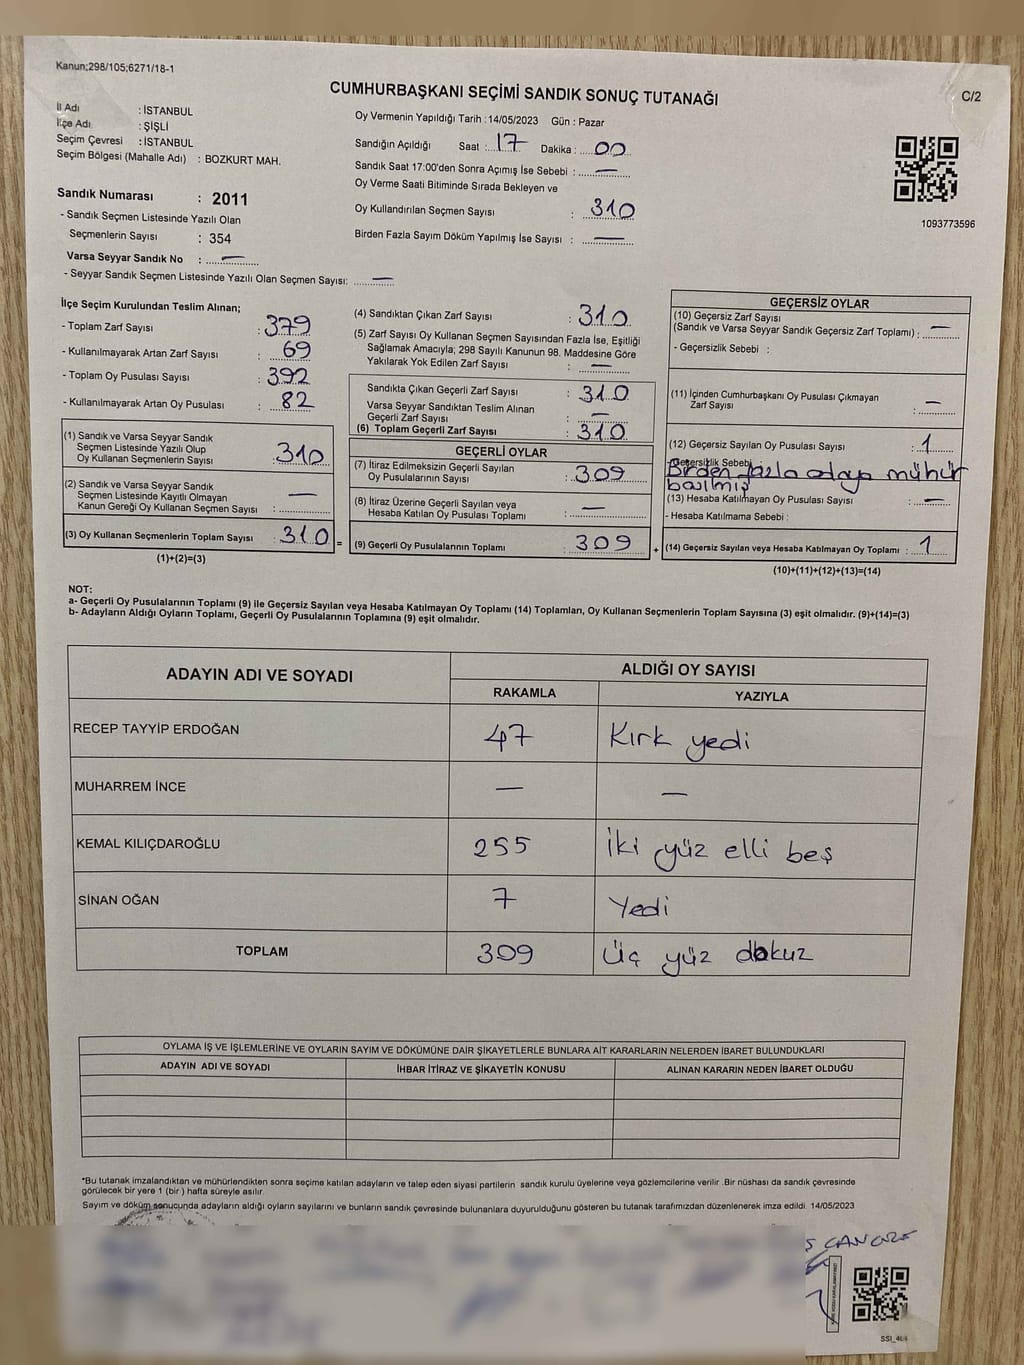 Kanun;298/105;6271/18-1
CUMHURBAŞKANI SEÇİMİ SANDIK SONUÇ TUTANAĞI
C/2
İl Adı : İSTANBUL
İlçe Adı : ŞİŞLİ
Seçim Çevresi : İSTANBUL
Seçim Bölgesi (Mahalle Adı) : BOZKURT MAH.
Sandık Numarası : 2011
- Sandık Seçmen Listesinde Yazılı Olan
Seçmenlerin Sayısı : 354
Varsa Seyyar Sandık No : —
- Seyyar Sandık Seçmen Listesinde Yazılı Olan Seçmen Sayısı: —
Oy Vermenin Yapıldığı Tarih : 14/05/2023 Gün : Pazar
Sandığın Açıldığı Saat : 17 Dakika : 00
Sandık Saat 17:00'den Sonra Açımış İse Sebebi : —
Oy Verme Saati Bitiminde Sırada Bekleyen ve
Oy Kullandırılan Seçmen Sayısı : 310
Birden Fazla Sayım Döküm Yapılmış İse Sayısı : —
1093773596
İlçe Seçim Kurulundan Teslim Alınan;
- Toplam Zarf Sayısı : 379
- Kullanılmayarak Artan Zarf Sayısı : 69
- Toplam Oy Pusulası Sayısı : 392
- Kullanılmayarak Artan Oy Pusulası : 82
(1) Sandık ve Varsa Seyyar Sandık
Seçmen Listesinde Yazılı Olup
Oy Kullanan Seçmenlerin Sayısı : 310
(2) Sandık ve Varsa Seyyar Sandık
Seçmen Listesinde Kayıtlı Olmayan
Kanun Gereği Oy Kullanan Seçmen Sayısı : —
(3) Oy Kullanan Seçmenlerin Toplam Sayısı : 310 =
(1)+(2)=(3)
(4) Sandıktan Çıkan Zarf Sayısı : 310
(5) Zarf Sayısı Oy Kullanan Seçmen Sayısından Fazla İse, Eşitliği
Sağlamak Amacıyla; 298 Sayılı Kanunun 98. Maddesine Göre
Yakılarak Yok Edilen Zarf Sayısı : —
Sandıkta Çıkan Geçerli Zarf Sayısı : 310
Varsa Seyyar Sandıktan Teslim Alınan
Geçerli Zarf Sayısı : —
(6) Toplam Geçerli Zarf Sayısı : 310
GEÇERLİ OYLAR
(7) İtiraz Edilmeksizin Geçerli Sayılan
Oy Pusulalarının Sayısı : 309
(8) İtiraz Üzerine Geçerli Sayılan veya
Hesaba Katılan Oy Pusulası Toplamı : —
(9) Geçerli Oy Pusulalarının Toplamı : 309 +
GEÇERSİZ OYLAR
(10) Geçersiz Zarf Sayısı
(Sandık ve Varsa Seyyar Sandık Geçersiz Zarf Toplamı) : —
- Geçersizlik Sebebi :
(11) İçinden Cumhurbaşkanı Oy Pusulası Çıkmayan
Zarf Sayısı : —
(12) Geçersiz Sayılan Oy Pusulası Sayısı : 1
- Geçersizlik Sebebi
Birden fazla adaya mühür
basılmış
(13) Hesaba Katılmayan Oy Pusulası Sayısı : —
- Hesaba Katılmama Sebebi :
(14) Geçersiz Sayılan veya Hesaba Katılmayan Oy Toplamı : 1
(10)+(11)+(12)+(13)=(14)
NOT:
a- Geçerli Oy Pusulalarının Toplamı (9) ile Geçersiz Sayılan veya Hesaba Katılmayan Oy Toplamı (14) Toplamları, Oy Kullanan Seçmenlerin Toplam Sayısına (3) eşit olmalıdır. (9)+(14)=(3)
b- Adayların Aldığı Oyların Toplamı, Geçerli Oy Pusulalarının Toplamına (9) eşit olmalıdır.
ADAYIN ADI VE SOYADI ALDIĞI OY SAYISI
RAKAMLA YAZIYLA
RECEP TAYYİP ERDOĞAN 47 Kırk yedi
MUHARREM İNCE — —
KEMAL KILIÇDAROĞLU 255 İki yüz elli beş
SİNAN OĞAN 7 Yedi
TOPLAM 309 Üç yüz dokuz
OYLAMA İŞ VE İŞLEMLERİNE VE OYLARIN SAYIM VE DÖKÜMÜNE DAİR ŞİKAYETLERLE BUNLARA AİT KARARLARIN NELERDEN İBARET BULUNDUKLARI
ADAYIN ADI VE SOYADI İHBAR İTİRAZ VE ŞİKAYETİN KONUSU ALINAN KARARIN NEDEN İBARET OLDUĞU
*Bu tutanak imzalandıktan ve mühürlendikten sonra seçime katılan adayların ve talep eden siyasi partilerin sandık kurulu üyelerine veya gözlemcilerine verilir .Bir nüshası da sandık çevresinde
görülecek bir yere 1 (bir ) hafta süreyle asılır.
Sayım ve döküm sonucunda adayların aldığı oyların sayılarını ve bunların sandık çevresinde bulunanlara duyurulduğunu gösteren bu tutanak tarafımızdan düzenlenerek imza edildi. 14/05/2023